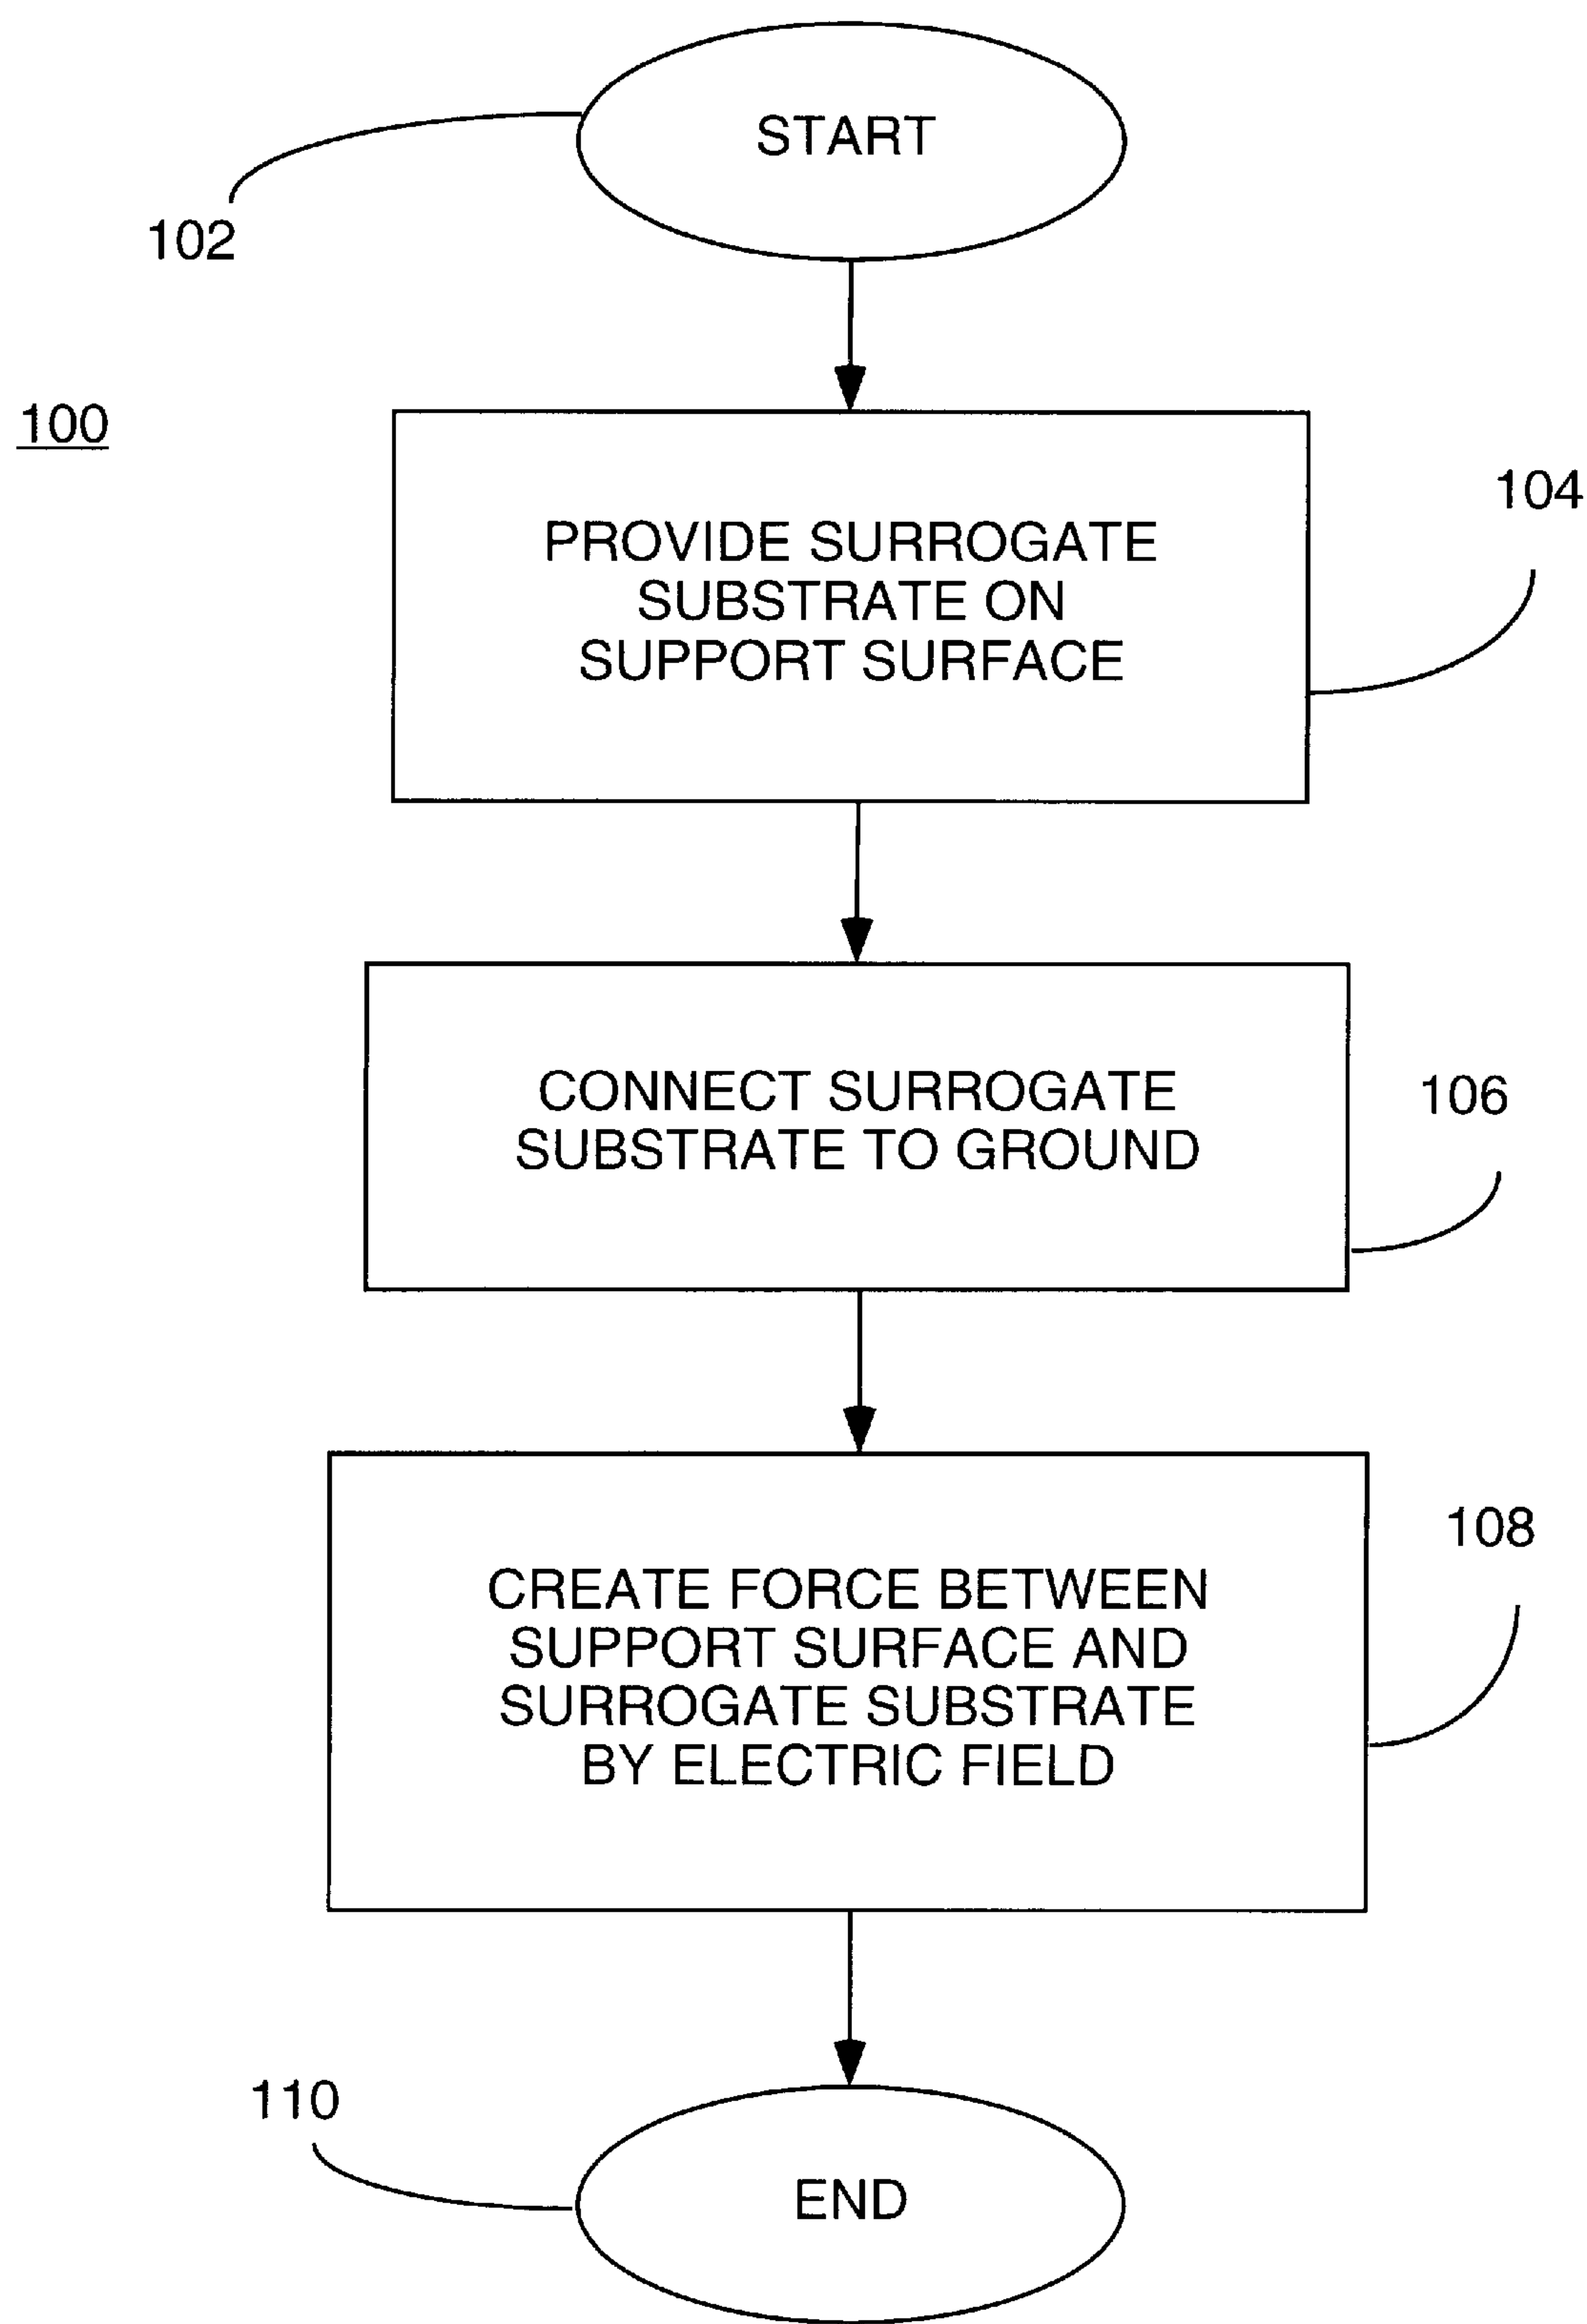 START
102
100
104
PROVIDE SURROGATE
SUBSTRATE ON
SUPPORT SURFACE
106
CONNECT SURROGATE
SUBSTRATE TO GROUND
108
CREATE FORCE BETWEEN
SUPPORT SURFACE AND
SURROGATE SUBSTRATE
BY ELECTRIC FIELD
110
END